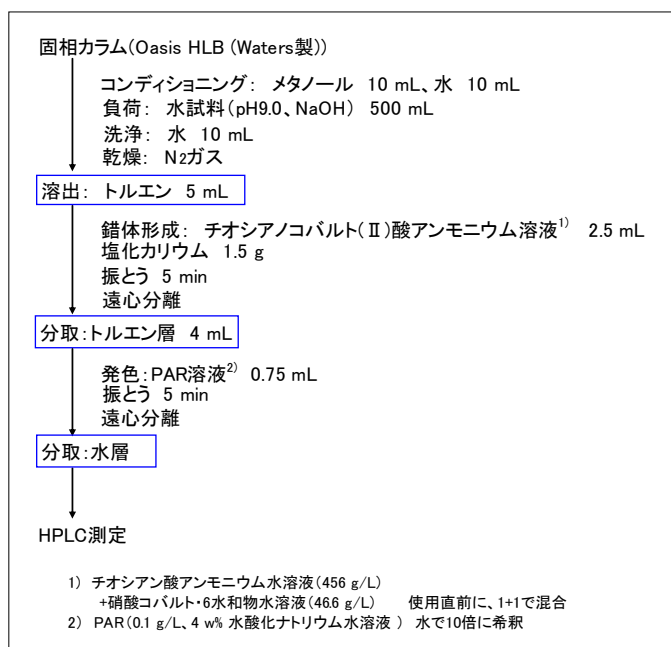 固相カラム(Oasis HLB (Waters製))
コンディショニング： メタノール 10 mL、水 10 mL
負荷： 水試料(pH9.0、NaOH) 500 mL
洗浄： 水 10 mL
乾燥： N2ガス
溶出： トルエン 5 mL
錯体形成： チオシアノコバルト(Ⅱ)酸アンモニウム溶液1) 2.5 mL
塩化カリウム 1.5 g
振とう 5 min
遠心分離
分取：トルエン層 4 mL
発色：PAR溶液2) 0.75 mL
振とう 5 min
遠心分離
分取：水層
HPLC測定
1) チオシアン酸アンモニウム水溶液(456 g/L)
+硝酸コバルト・6水和物水溶液(46.6 g/L) 使用直前に、1+1で混合
2) PAR(0.1 g/L、4 w% 水酸化ナトリウム水溶液 ) 水で10倍に希釈